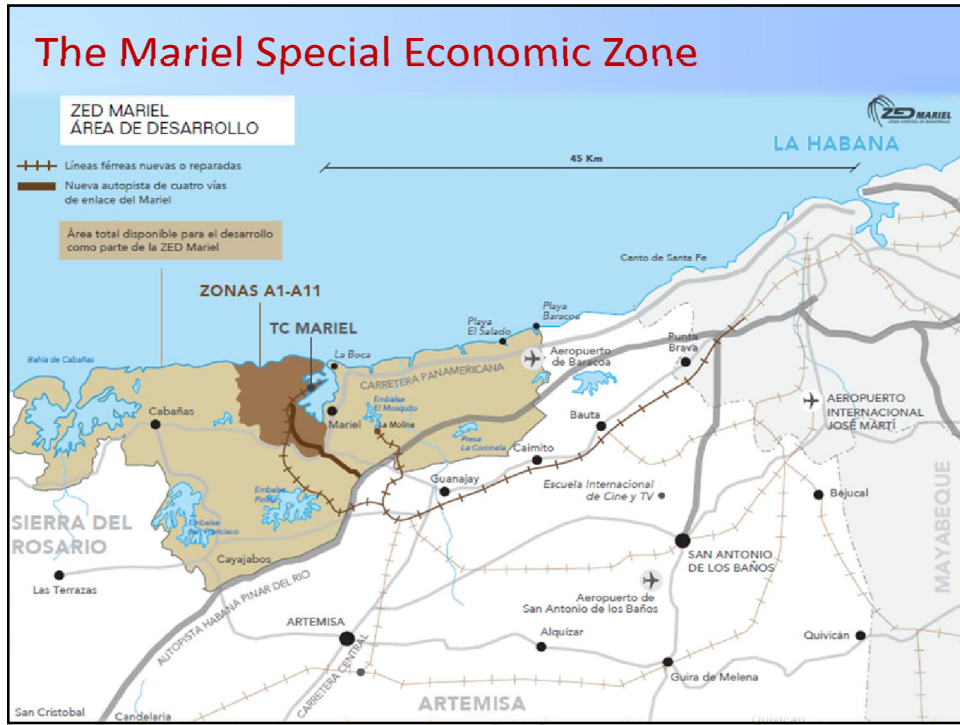 The Mariel Special Economic Zone
ZED MARIEL
ÁREA DE DESARROLLO
ZED MARIEL
LA HABANA
Líneas férreas nuevas o reparadas
45 Km
Nueva autopista de cuatro vías
de enlace del Mariel
Área total disponible para el desarrollo
como parte de la ZED Mariel
Canto de Santa Fe
ZONAS A1-A11
TC MARIEL
Playa
Baracoa
Playa
El Salado
La Boca
Bahía de Cabañas
Aeropuerto
de Baracoa
Punta
Brava
CARRETERA PANAMERICANA
Embalse
El Mosquito
La Molina
Cabañas
Mariel
Bauta
AEROPUERTO
INTERNACIONAL
JOSÉ MARTÍ
Presa
La Coronela
Caimito
Guanajay
Escuela Internacional
de Cine y TV
Bejucal
Embalse
Embalse
San Francisco
SIERRA DEL
ROSARIO
Cayajabos
SAN ANTONIO
DE LOS BAÑOS
MAYABEQUE
Las Terrazas
AUTOPISTA HABANA PINAR DEL RIO
Aeropuerto de
San Antonio de los Baños
ARTEMISA
Alquízar
Quivicán
CARRETERA CENTRAL
Guira de Melena
ARTEMISA
San Cristobal
Candelaria